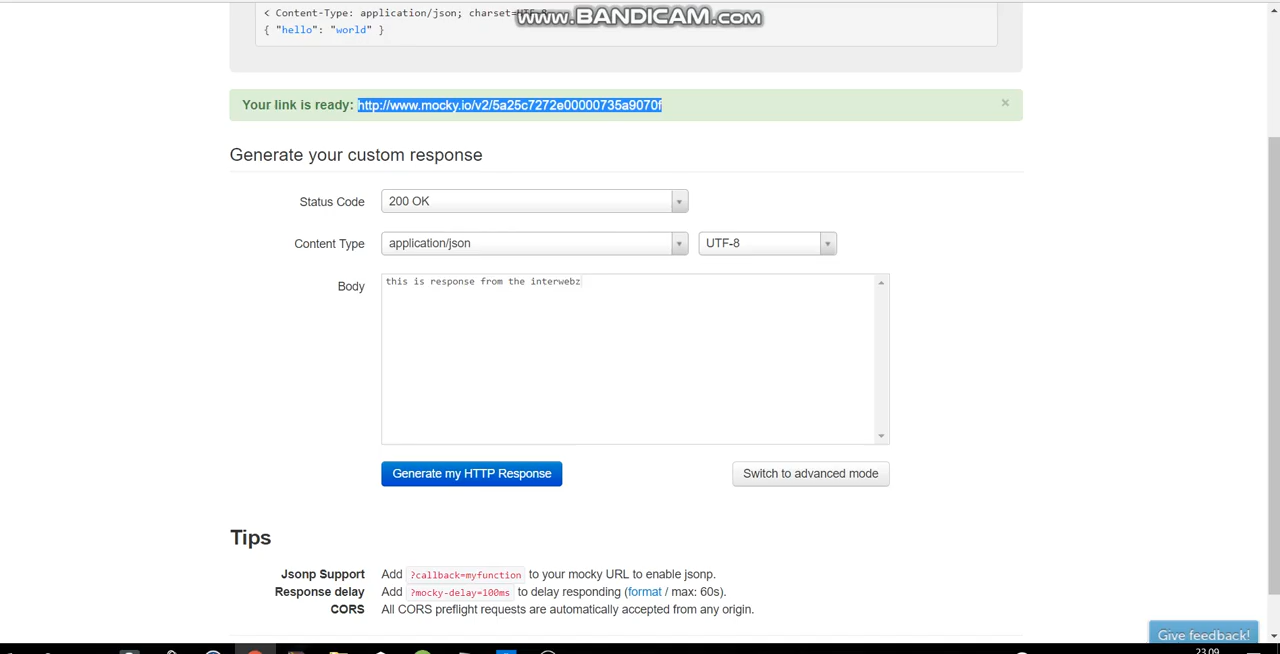 < Content-Type: application/json; charset=UTF-8
www.BANDICAM.com
{ "hello": "world" }
Your link is ready: http://www.mocky.io/v2/5a25c7272e00000735a9070f
×
Generate your custom response
Status Code
200 OK
Content Type
application/json
UTF-8
Body
this is response from the interwebz
Generate my HTTP Response
Switch to advanced mode
Tips
Jsonp Support Add ?callback=myfunction to your mocky URL to enable jsonp.
Response delay Add ?mocky-delay=100ms to delay responding (format / max: 60s).
CORS All CORS preflight requests are automatically accepted from any origin.
Give feedback!
23.09